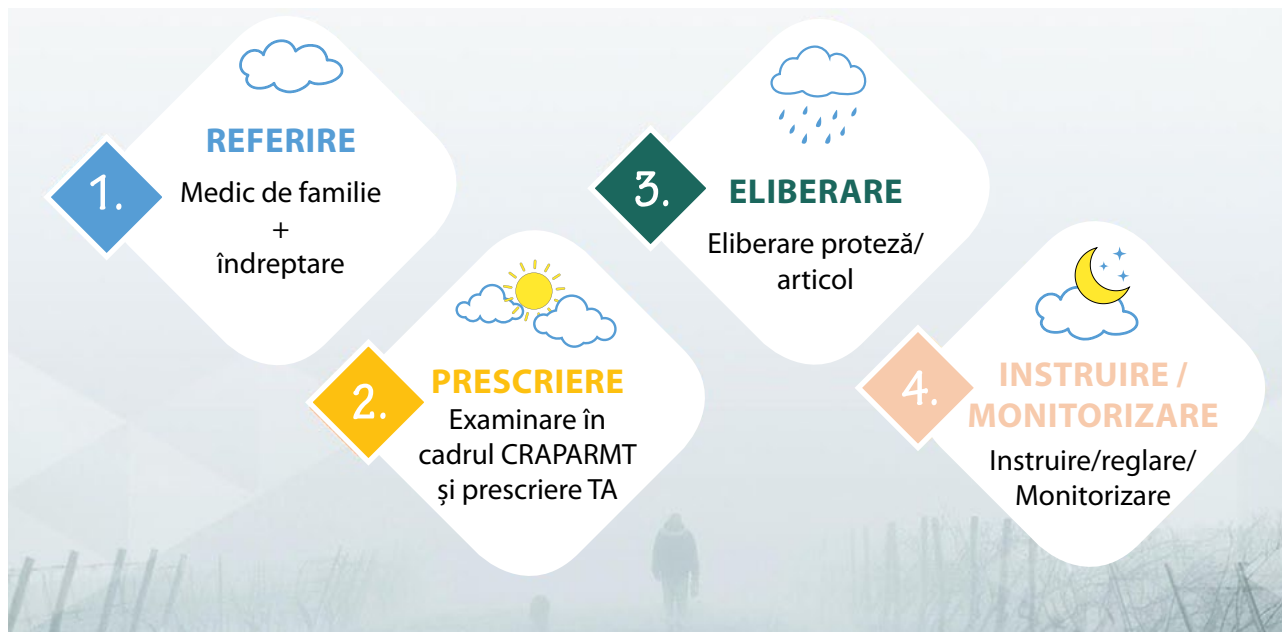 1.
REFERIRE
Medic de familie
+
îndreptare
2.
PRESCRIERE
Examinare în
cadrul CRAPARMT
și prescriere TA
3.
ELIBERARE
Eliberare proteză/
articol
4.
INSTRUIRE /
MONITORIZARE
Instruire/reglare/
Monitorizare